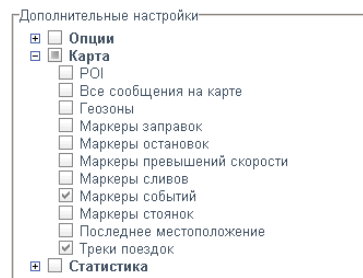 Дополнительные настройки
Опции
Карта
POI
Все сообщения на карте
Геозоны
Маркеры заправок
Маркеры остановок
Маркеры превышений скорости
Маркеры сливов
Маркеры событий
Маркеры стоянок
Последнее местоположение
Треки поездок
Статистика